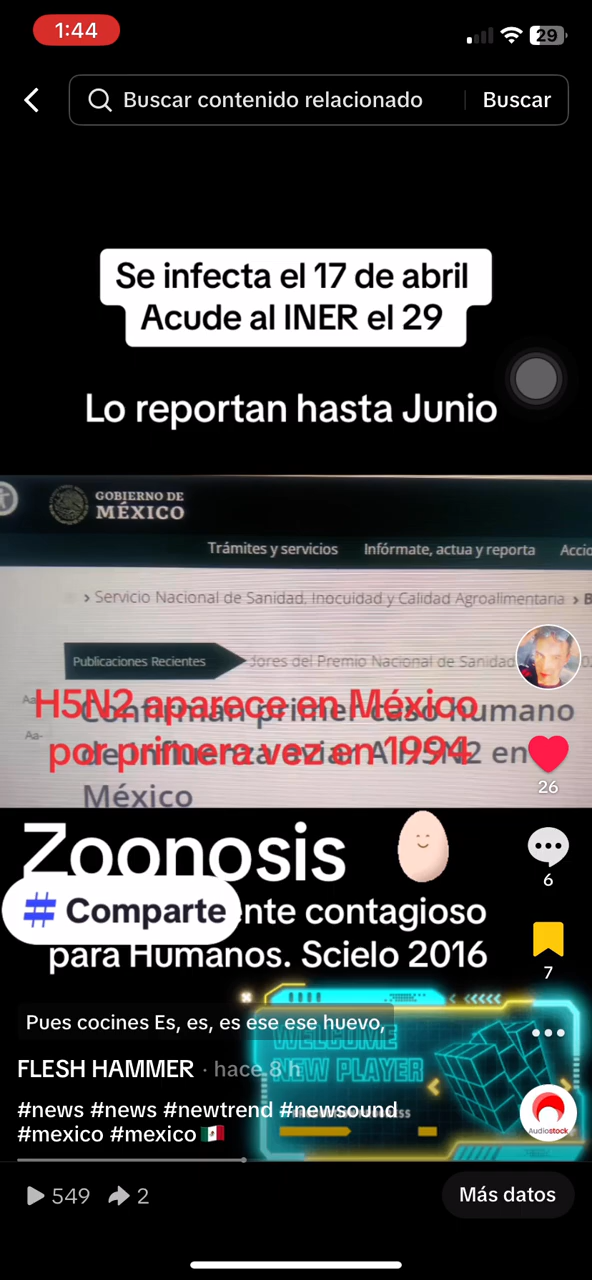 1:44
29
Buscar contenido relacionado
Buscar
Se infecta el 17 de abril
Acude al INER el 29
Lo reportan hasta Junio
GOBIERNO DE
MÉXICO
Trámites y servicios Infórmate, actua y reporta Accio
› Servicio Nacional de Sanidad, Inocuidad y Calidad Agroalimentaria › B
Publicaciones Recientes
dores del Premio Nacional de Sanidad
Aa-
H5N2 aparece en México
Confirman primer caso humano
por primera vez en 1994
de Influenza aviar A H5N2 en
México
26
Zoonosis
6
# Comparte
nte contagioso
para Humanos. Scielo 2016
7
Pues cocines Es, es, es ese ese huevo,
WELCOME
NEW PLAYER
FLESH HAMMER · hace 8 h
#news #news #newtrend #newsound
#mexico #mexico🇲🇽
Audiostock
549
2
Más datos